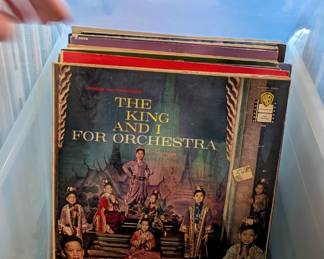 THE
KING
AND I
FOR ORCHESTRA